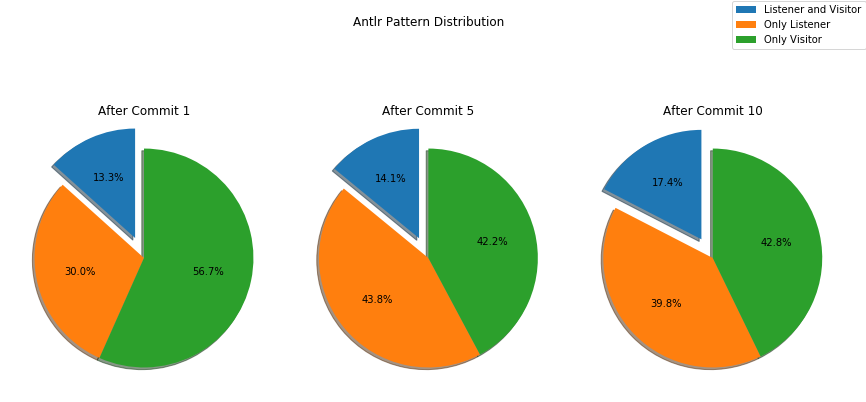 Antlr Pattern Distribution
Listener and Visitor
Only Listener
Only Visitor
After Commit 1
13.3%
30.0%
56.7%
After Commit 5
14.1%
43.8%
42.2%
After Commit 10
17.4%
39.8%
42.8%